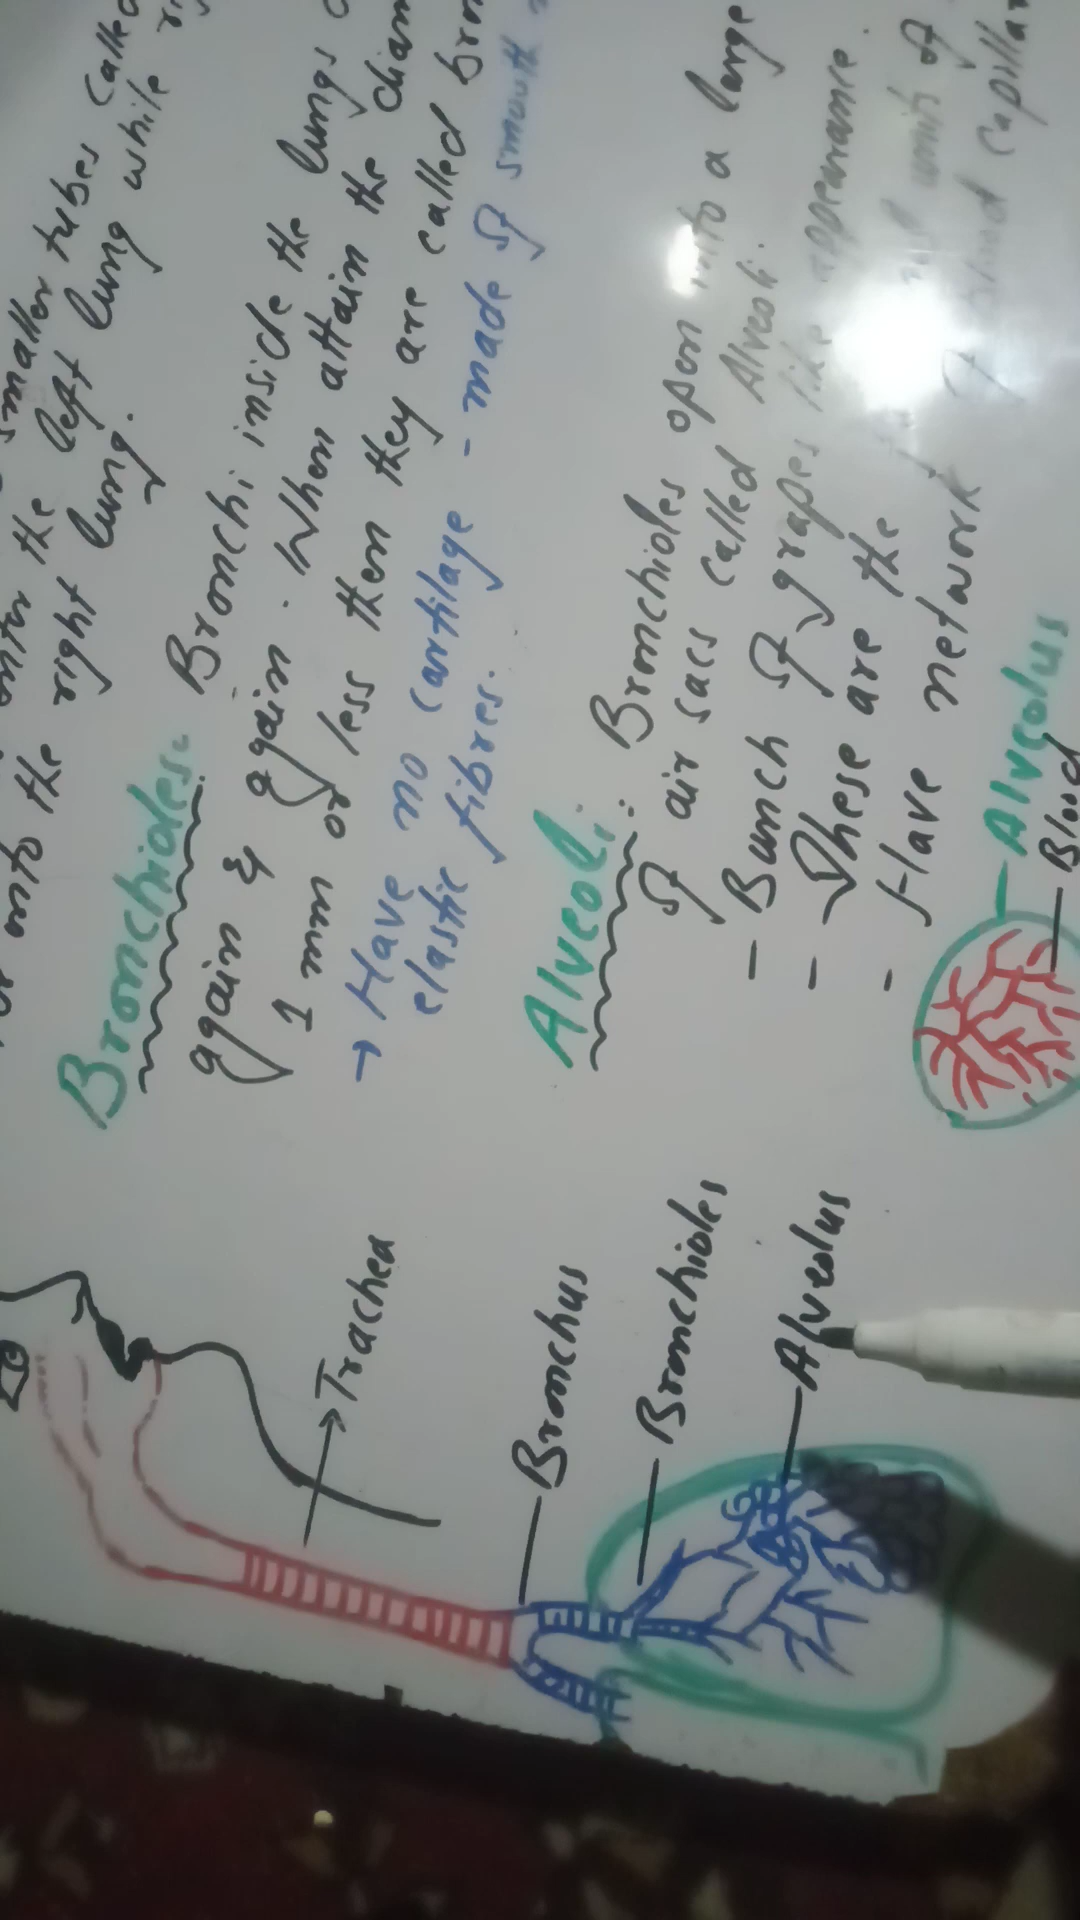 smaller tubes called
enter the left lung while
into the right lung.
Bronchioles:
Bronchi inside the lungs
again & again. When attain the
1 mm or less then they are called
→ Have no cartilage - made of smooth
elastic fibres.
Alveoli:
Bronchioles open into a large
of air sacs called Alveoli.
- Bunch of grapes like appearance.
- These are the units of
- Have network of blood
Alveolus
Blood
Trachea
Bronchus
Bronchioles
Alveolus